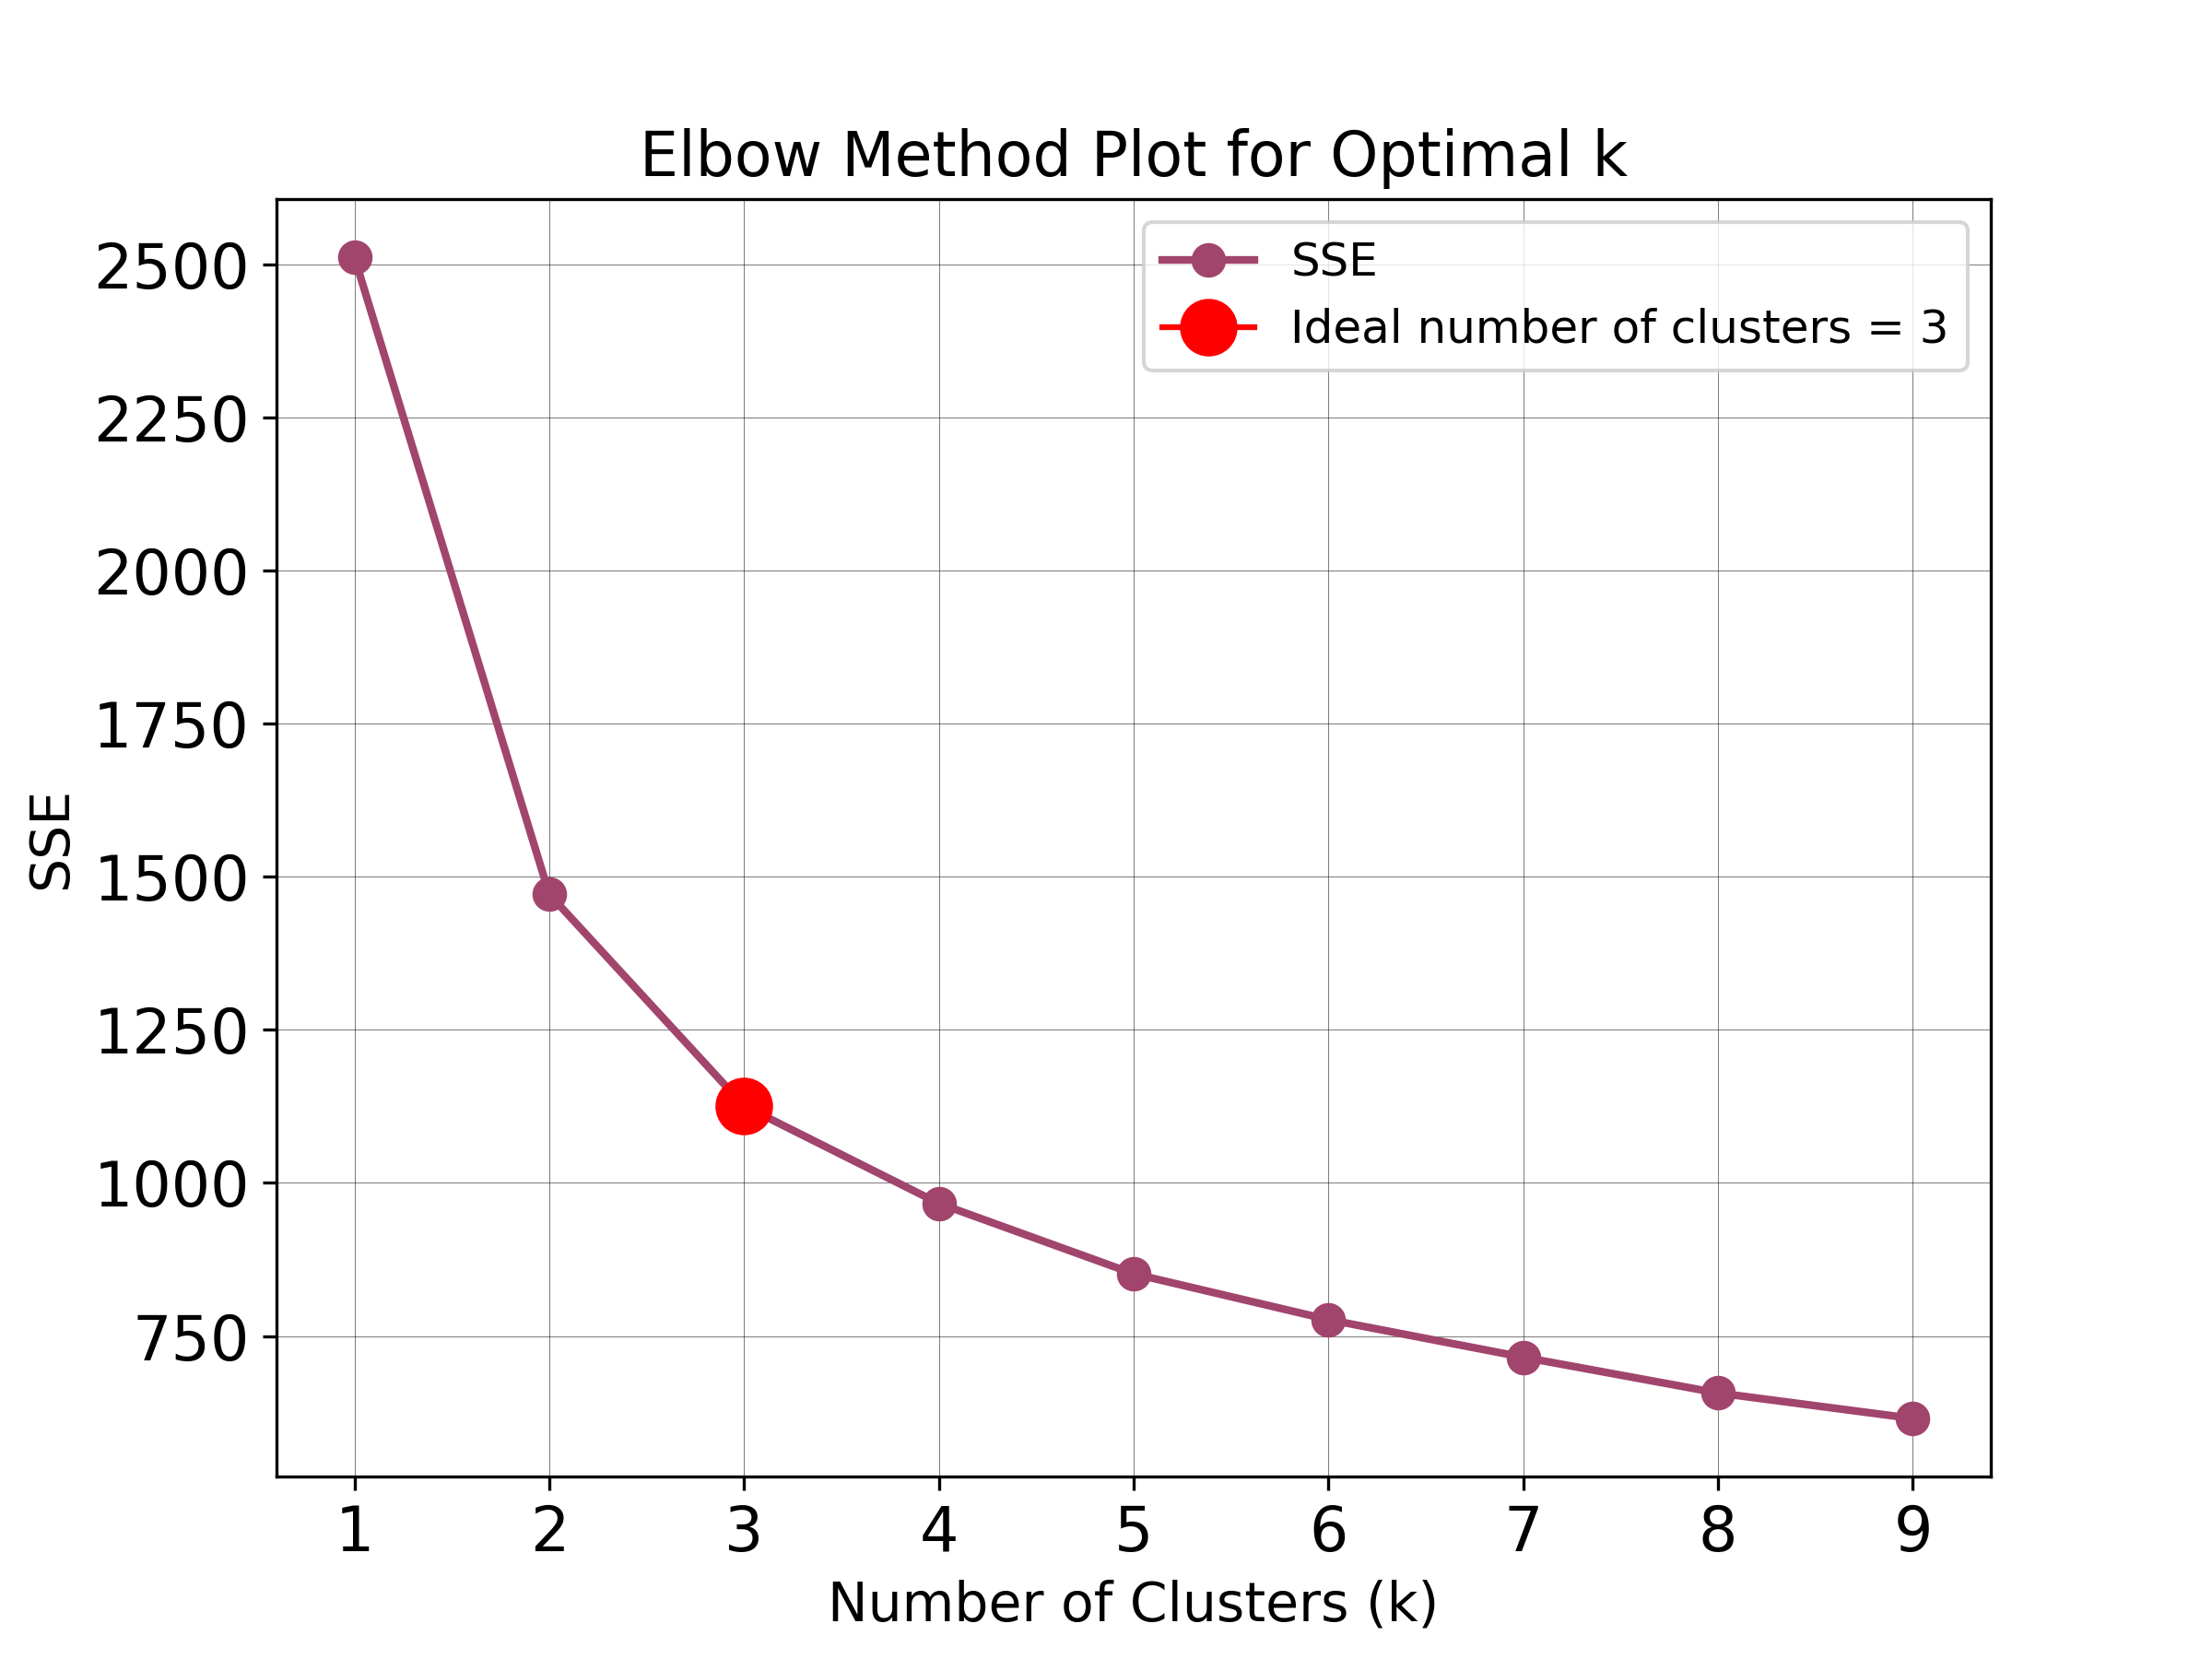 Elbow Method Plot for Optimal k
SSE
Ideal number of clusters = 3
2500
2250
2000
1750
1500
1250
1000
750
SSE
1 2 3 4 5 6 7 8 9
Number of Clusters (k)